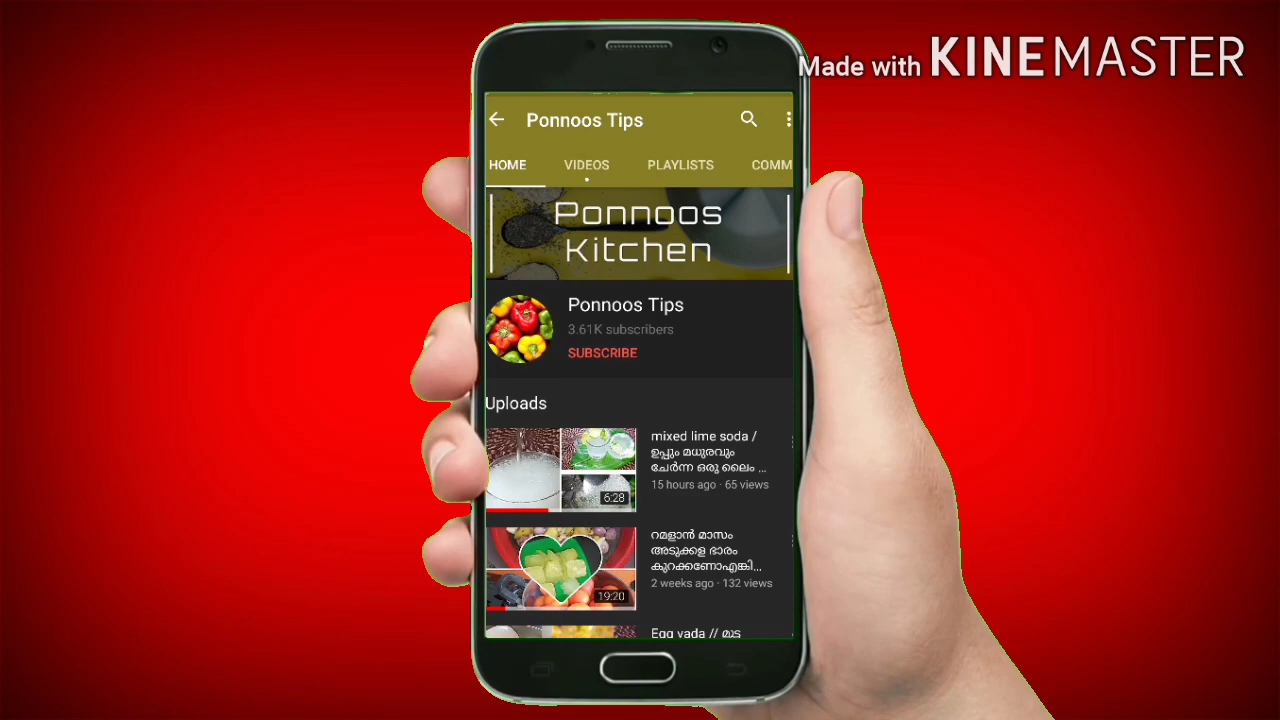 Made with KINEMASTER
Ponnoos Tips
HOME VIDEOS PLAYLISTS COMM
Ponnoos
Kitchen
Ponnoos Tips
3.61K subscribers
SUBSCRIBE
Uploads
mixed lime soda /
ഉപ്പും മധുരവും
ചേർന്ന ഒരു ലൈം ...
15 hours ago · 65 views
6:28
റമളാൻ മാസം
അടുക്കള ഭാരം
കുറക്കണോഎങ്കി...
2 weeks ago · 132 views
19:20
Egg vada // മുട്ട